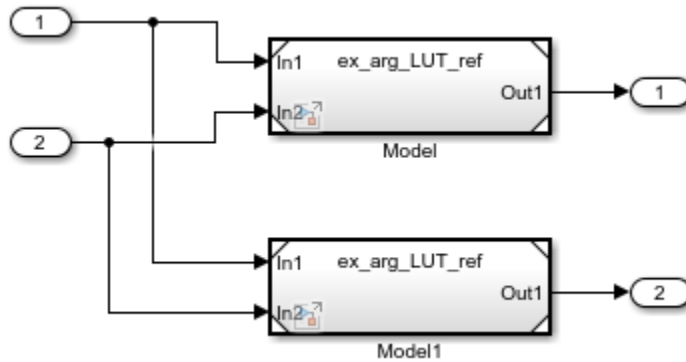 1
In1
ex_arg_LUT_ref
Out1
1
2
In2
Model
In1
ex_arg_LUT_ref
Out1
2
In2
Model1